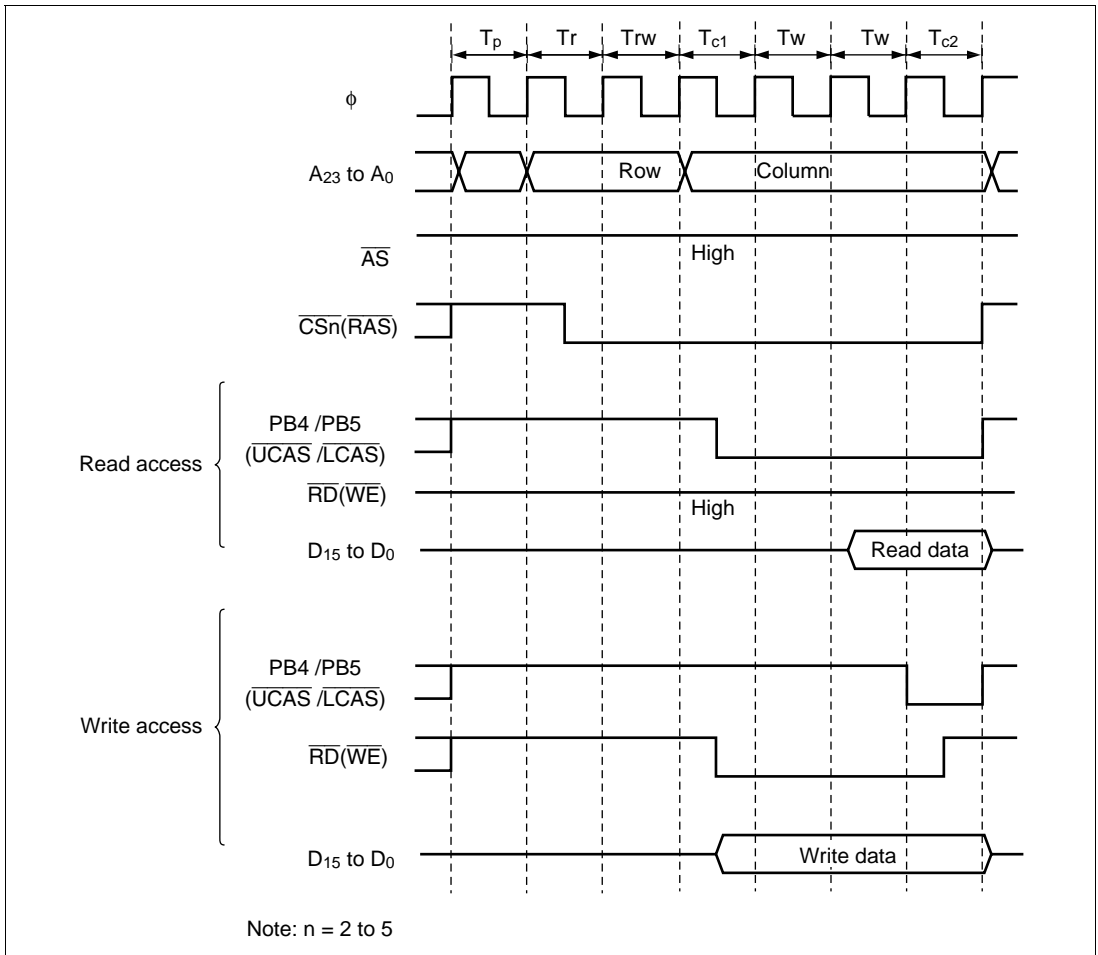 Tp Tr Trw Tc1 Tw Tw Tc2
ϕ
A23 to A0 Row Column
AS
High
CSn(RAS)
PB4 /PB5
(UCAS /LCAS)
Read access
RD(WE)
High
D15 to D0 Read data
PB4 /PB5
(UCAS /LCAS)
Write access
RD(WE)
D15 to D0 Write data
Note: n = 2 to 5